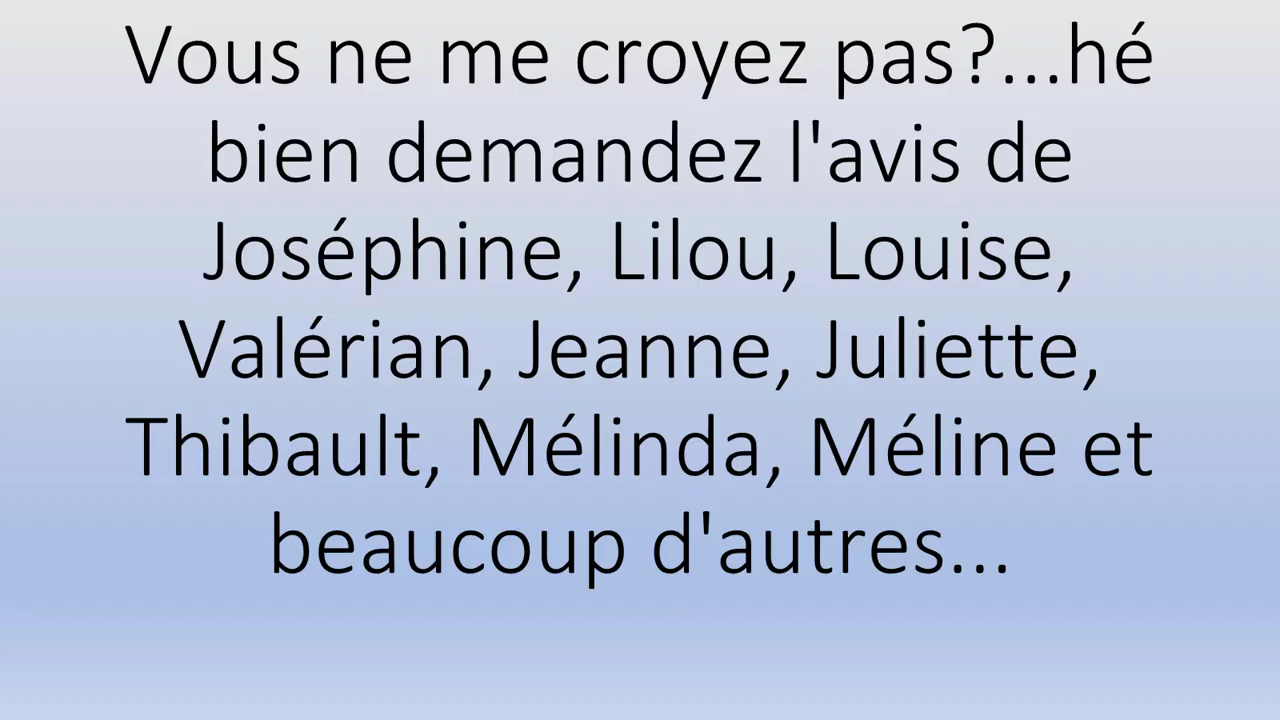 Vous ne me croyez pas?...hé
bien demandez l'avis de
Joséphine, Lilou, Louise,
Valérian, Jeanne, Juliette,
Thibault, Mélinda, Méline et
beaucoup d'autres...